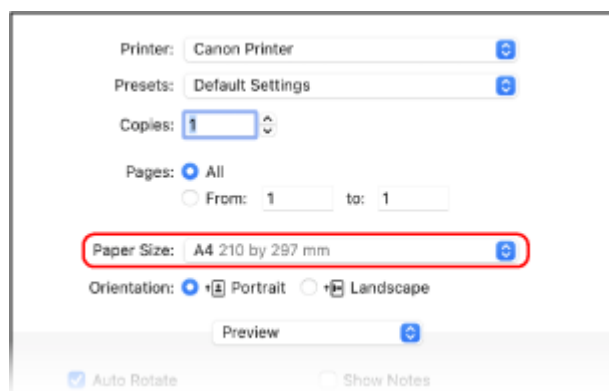 Printer: Canon Printer
Presets: Default Settings
Copies: 1
Pages: All
From: 1 to: 1
Paper Size: A4 210 by 297 mm
Orientation: Portrait Landscape
Preview
Auto Rotate Show Notes